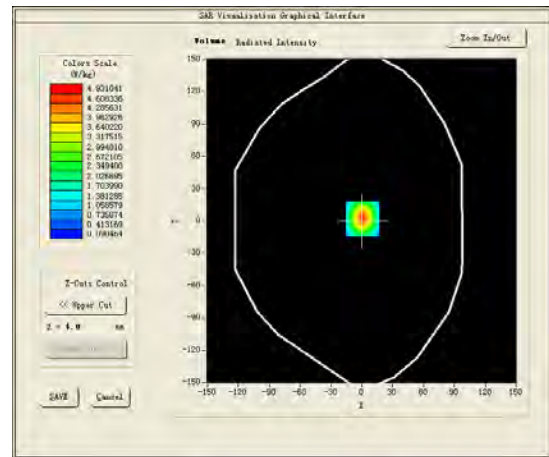 SAR Visualisation Graphical Interface
Volume Radiated Intensity
Zoom In/Out
Colors Scale
(W/kg)
4.931041
4.608336
4.285631
3.962926
3.640220
3.317515
2.994810
2.672105
2.349400
2.026695
1.703990
1.381285
1.058579
0.735874
0.413169
0.090464
150
120
90
60
30
0
-30
-60
-90
-120
-150
Y
-150 -120 -90 -60 -30 0 30 60 90 120 150
X
Z-Cuts Control
<< Upper Cut
Z = 4.0 mm
SAVE Cancel